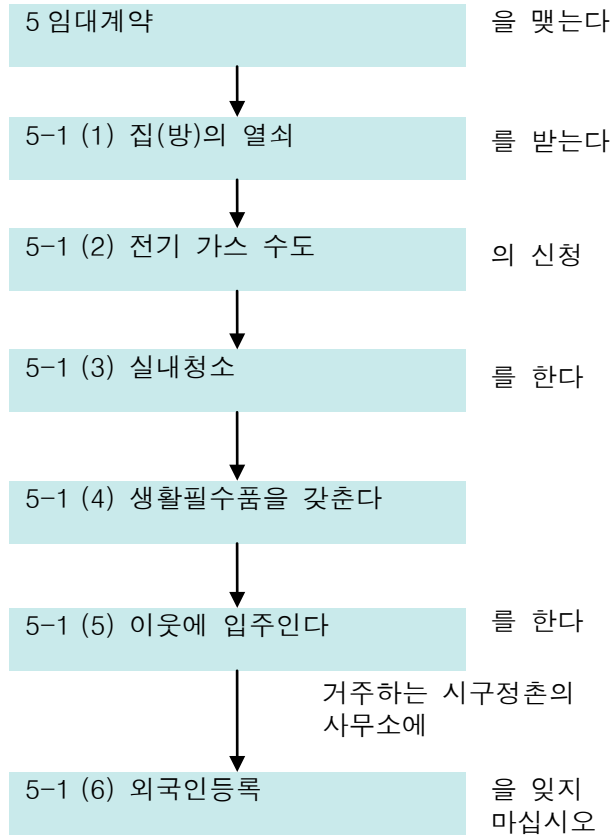 5 임대계약 을 맺는다
5-1 (1) 집(방)의 열쇠 를 받는다
5-1 (2) 전기 가스 수도 의 신청
5-1 (3) 실내청소 를 한다
5-1 (4) 생활필수품을 갖춘다
5-1 (5) 이웃에 입주인다 를 한다
거주하는 시구정촌의
사무소에
5-1 (6) 외국인등록 을 잊지
마십시오